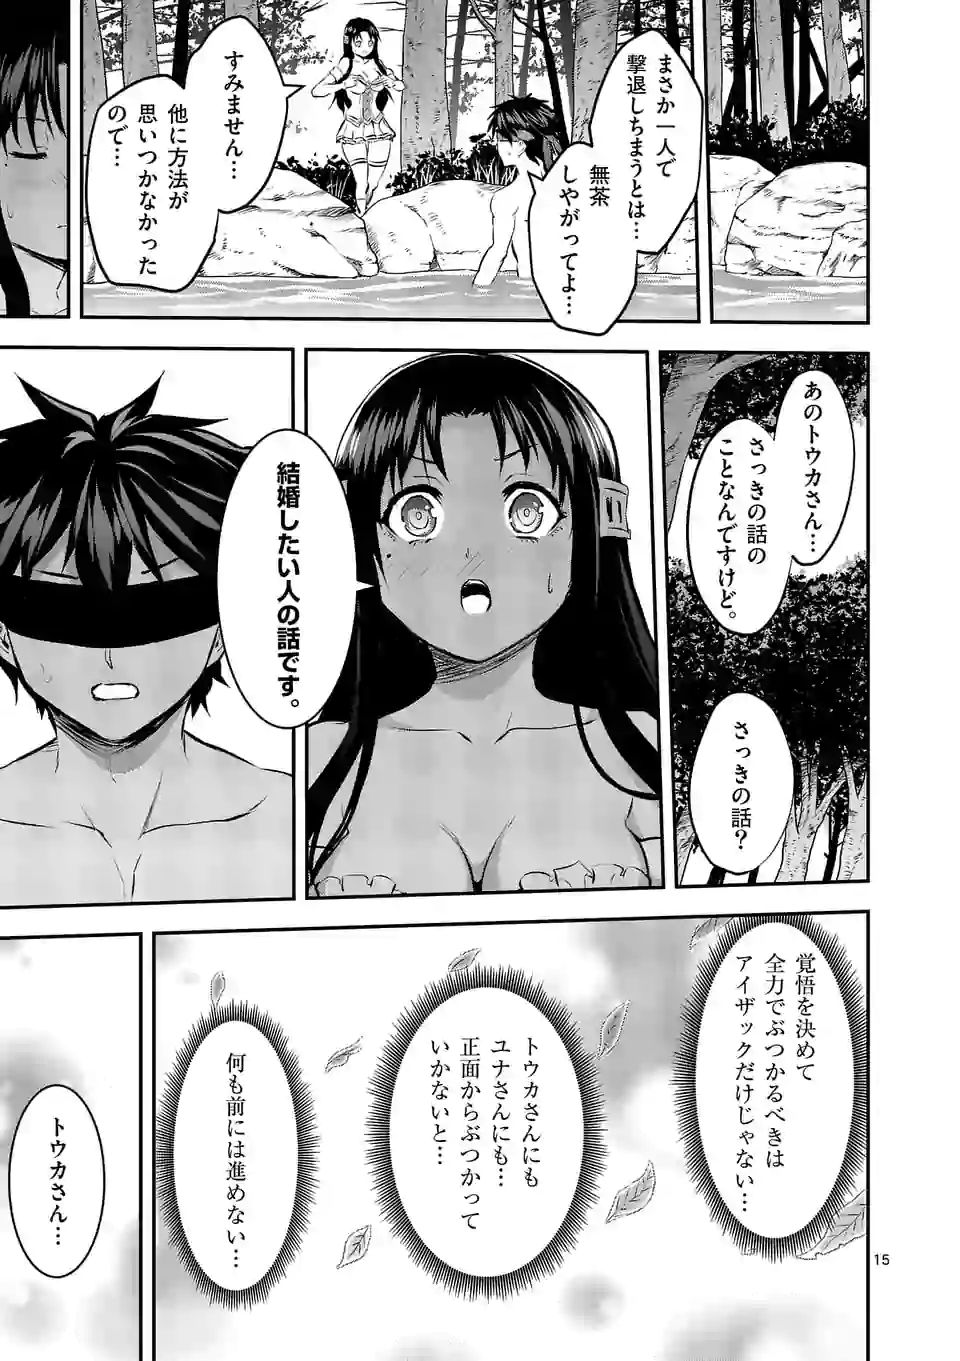 まさか一人で
撃退しちまうとは…
無茶
しやがってよ…
すみません…
他に方法が
思いつかなかった
ので…
あのトウカさん…
さっきの話の
ことなんですけど。
さっきの話？
結婚したい人の話です。
覚悟を決めて
全力でぶつかるべきは
アイザックだけじゃない…
トウカさんにも
ユナさんにも…
正面からぶつかって
いかないと…
何も前には進めない…
トウカさん…
15